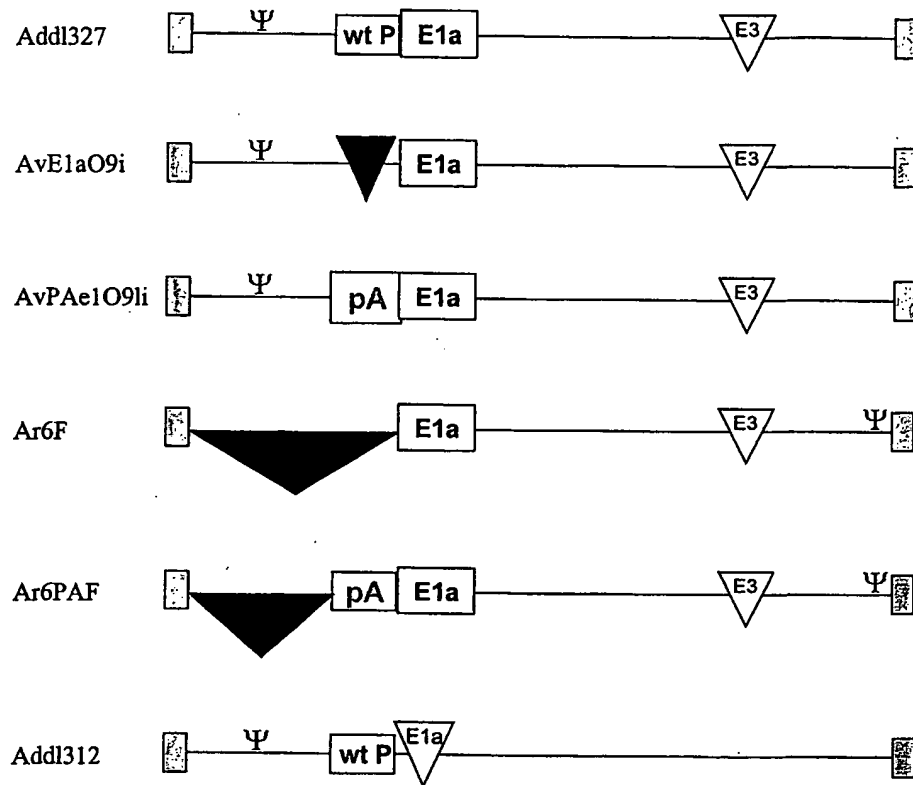 Addl327 Ψ wt P E1a E3
AvE1aO9i Ψ E1a E3
AvPAe1O9li Ψ pA E1a E3
Ar6F E1a E3 Ψ
Ar6PAF pA E1a E3 Ψ
Addl312 Ψ wt P E1a